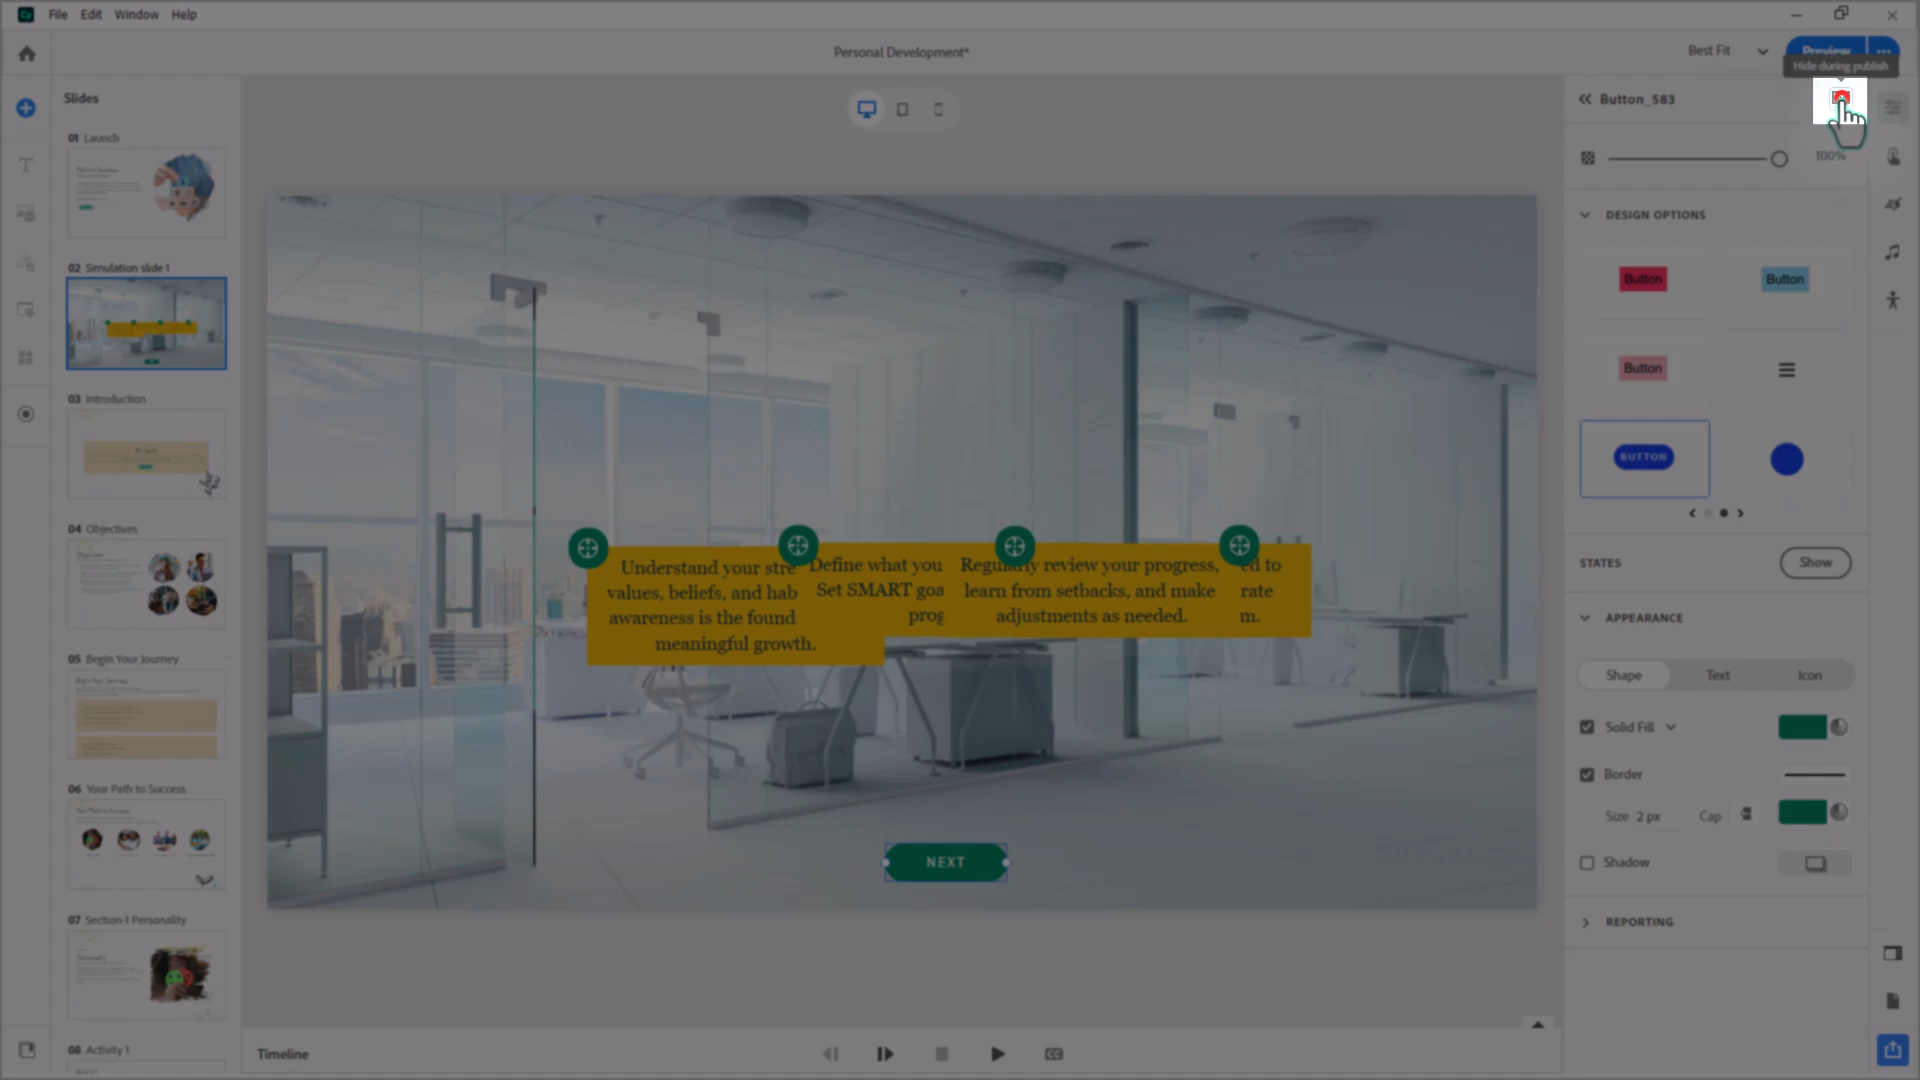 File Edit Window Help
Personal Development*
Best Fit
Preview
Hide during publish
Slides
01 Launch
02 Simulation slide 1
03 Introduction
04 Objectives
05 Begin Your Journey
06 Your Path to Success
07 Section-1 Personality
08 Activity 1
Understand your stre
values, beliefs, and hab
awareness is the found
meaningful growth.
Define what you
Set SMART goa
prog
Regularly review your progress,
learn from setbacks, and make
adjustments as needed.
ed to
rate
m.
NEXT
Timeline
Button_583
100%
DESIGN OPTIONS
Button
Button
Button
BUTTON
STATES
Show
APPEARANCE
Shape Text Icon
Solid Fill
Border
Size 2 px Cap
Shadow
REPORTING